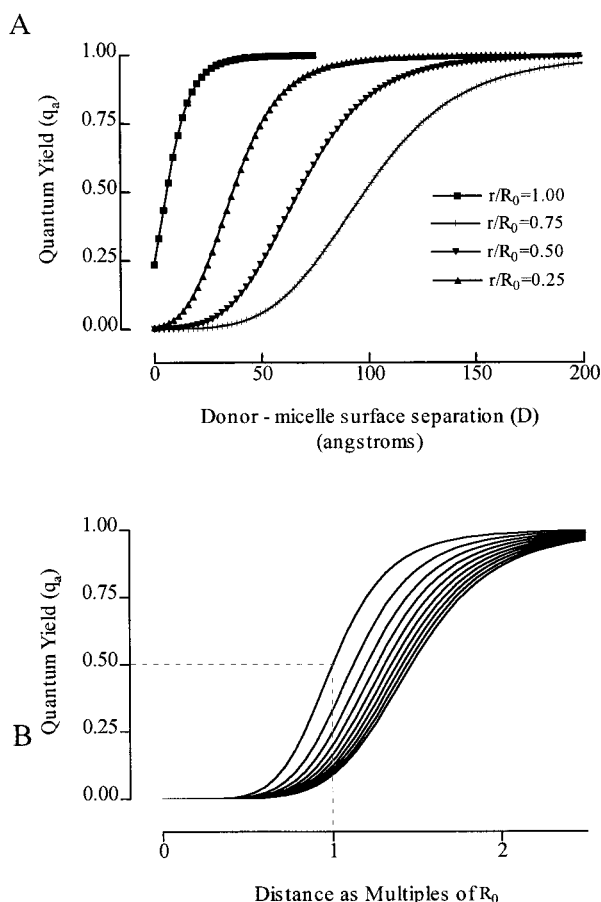 A
1.00
0.75
0.50
0.25
0.00
Quantum Yield (qa)
r/R0=1.00
r/R0=0.75
r/R0=0.50
r/R0=0.25
0 50 100 150 200
Donor - micelle surface separation (D)
(angstroms)
1.00
0.75
0.50
0.25
0.00
Quantum Yield (qa)
B
0 1 2
Distance as Multiples of R0